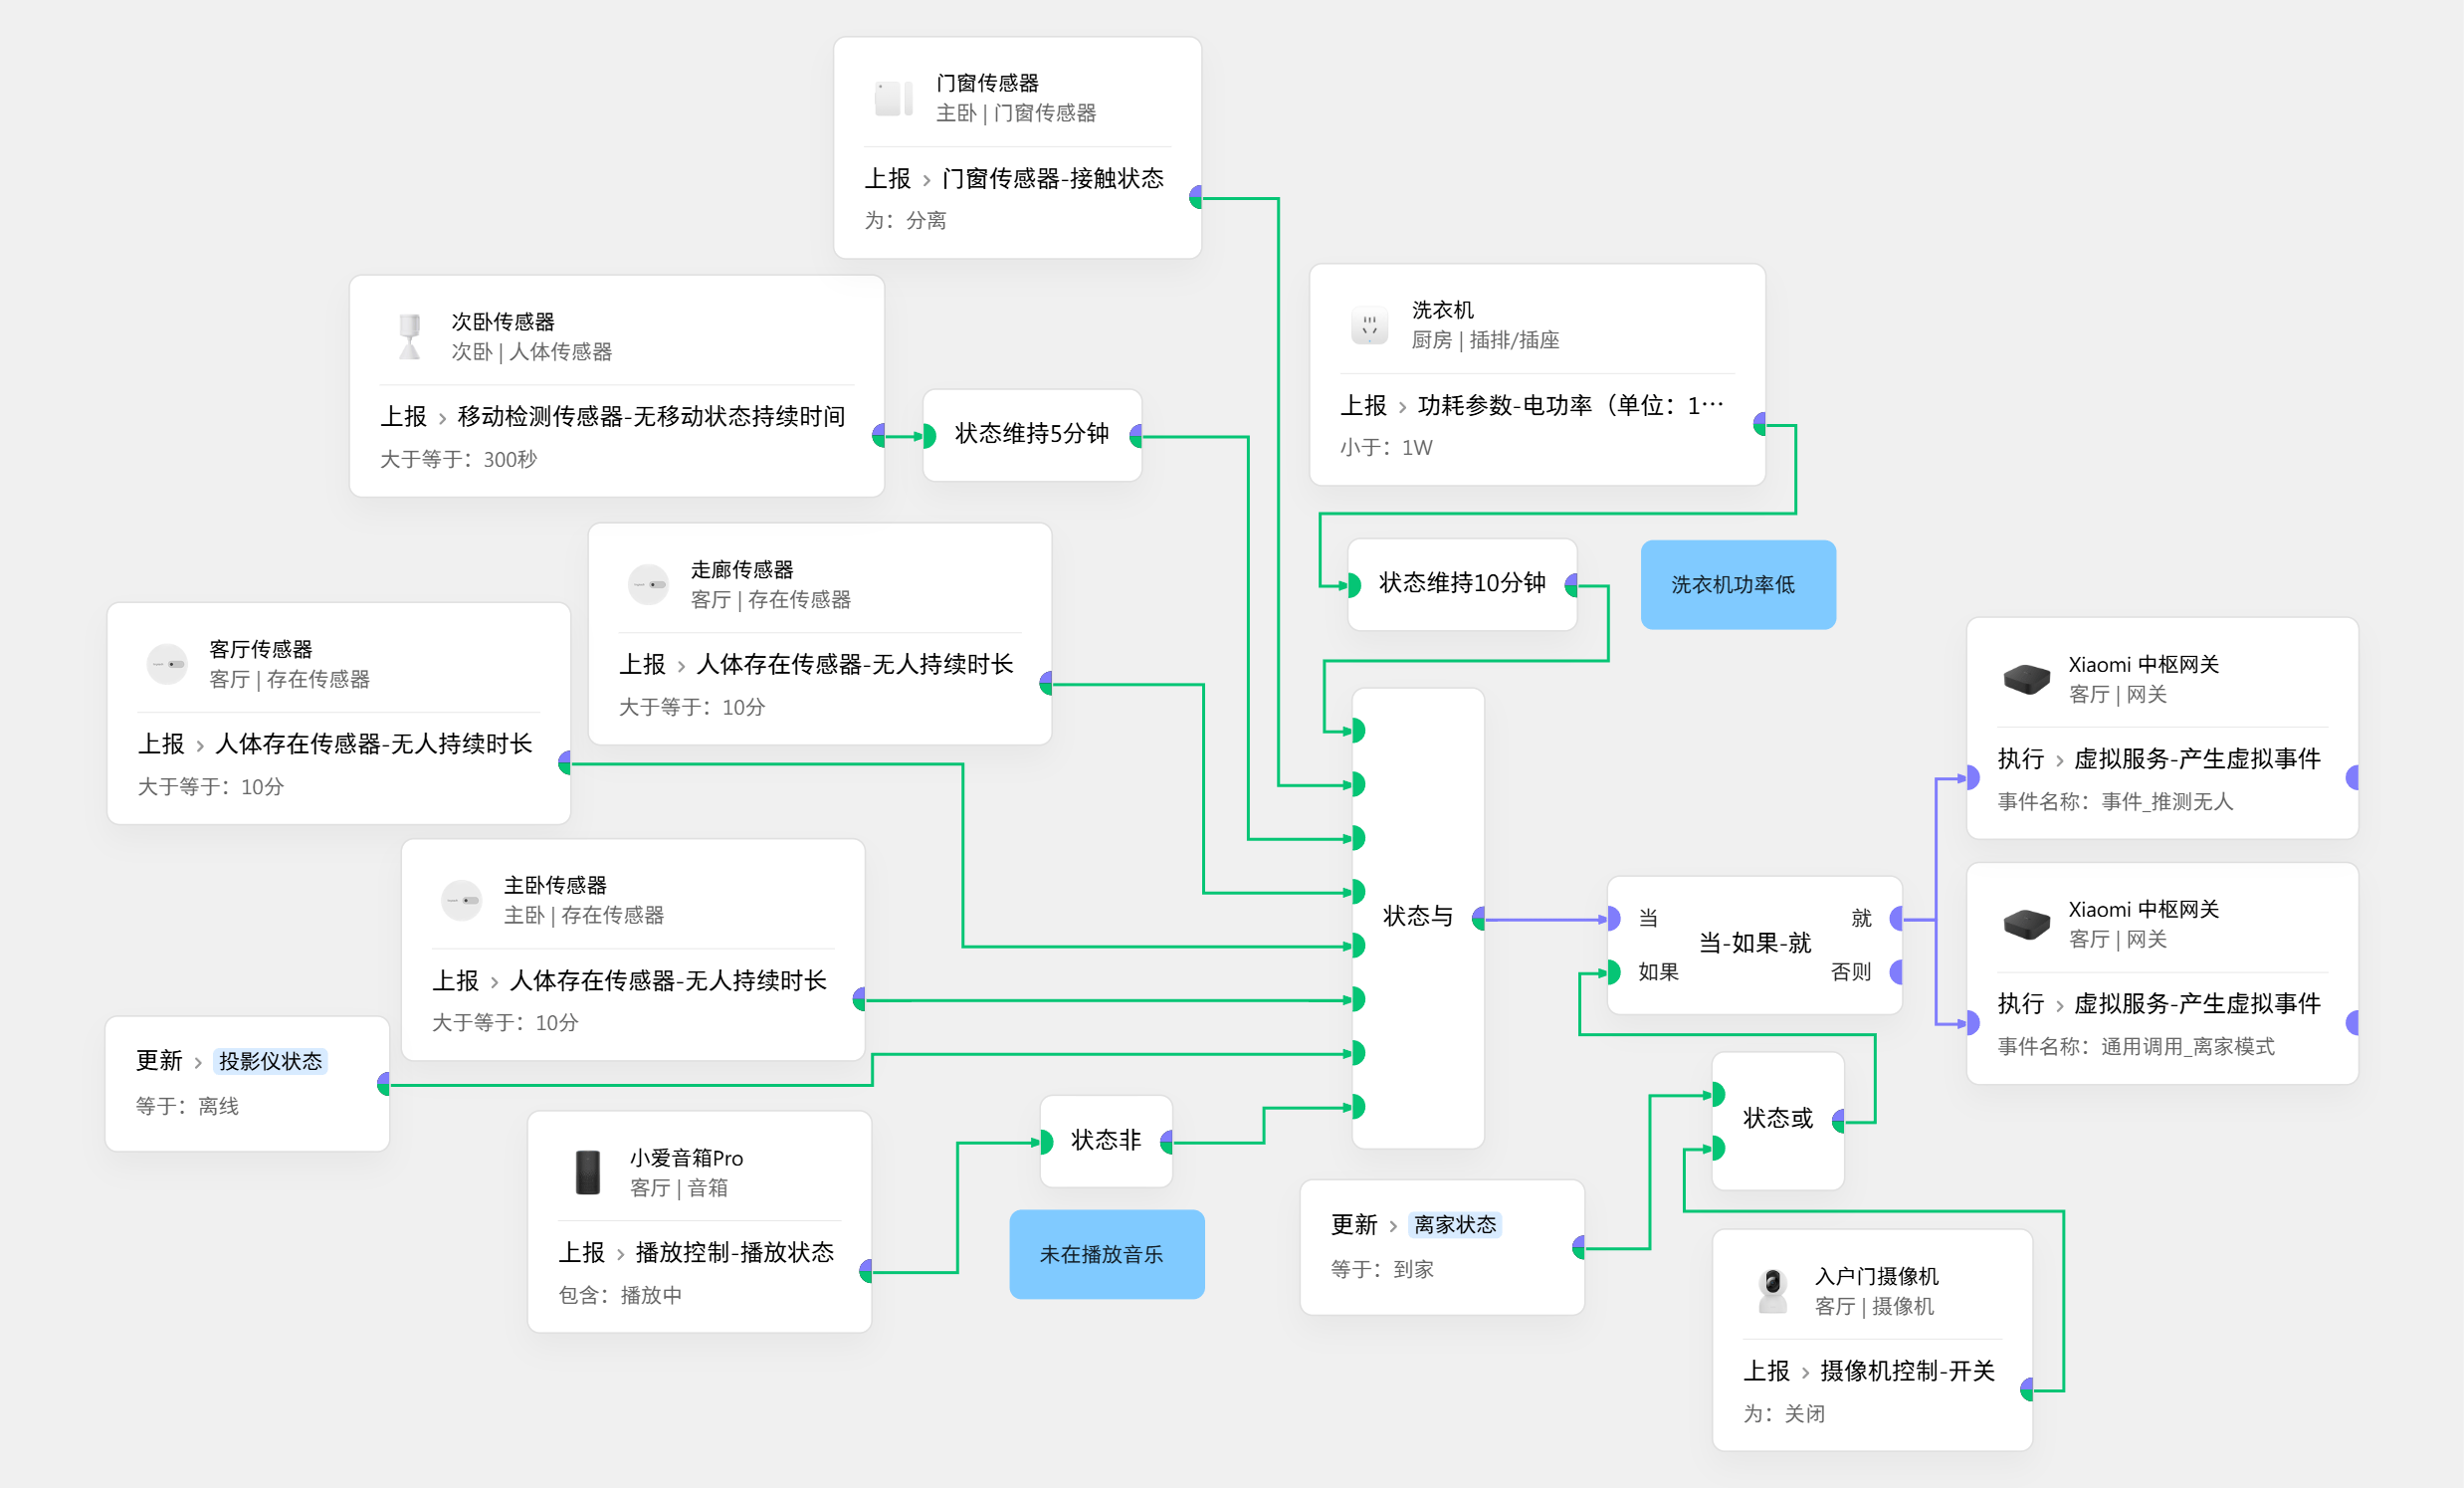 门窗传感器
主卧 | 门窗传感器
上报 › 门窗传感器-接触状态
为：分离
次卧传感器
次卧 | 人体传感器
上报 › 移动检测传感器-无移动状态持续时间
大于等于：300秒
状态维持5分钟
洗衣机
厨房 | 插排/插座
上报 › 功耗参数-电功率（单位：1…
小于：1W
状态维持10分钟
洗衣机功率低
走廊传感器
客厅 | 存在传感器
上报 › 人体存在传感器-无人持续时长
大于等于：10分
客厅传感器
客厅 | 存在传感器
上报 › 人体存在传感器-无人持续时长
大于等于：10分
主卧传感器
主卧 | 存在传感器
上报 › 人体存在传感器-无人持续时长
大于等于：10分
更新 › 投影仪状态
等于：离线
小爱音箱Pro
客厅 | 音箱
上报 › 播放控制-播放状态
包含：播放中
状态非
未在播放音乐
状态与
当
如果
当-如果-就
就
否则
Xiaomi 中枢网关
客厅 | 网关
执行 › 虚拟服务-产生虚拟事件
事件名称：事件_推测无人
Xiaomi 中枢网关
客厅 | 网关
执行 › 虚拟服务-产生虚拟事件
事件名称：通用调用_离家模式
状态或
更新 › 离家状态
等于：到家
入户门摄像机
客厅 | 摄像机
上报 › 摄像机控制-开关
为：关闭